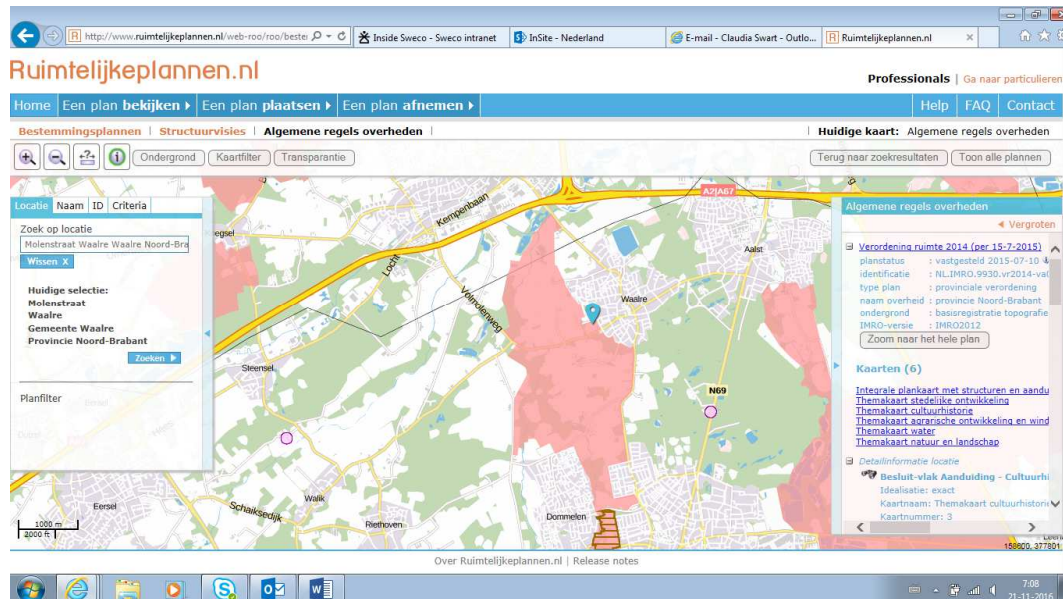 http://www.ruimtelijkeplannen.nl/web-roo/roo/beste
Inside Sweco - Sweco intranet
InSite - Nederland
E-mail - Claudia Swart - Outlo...
Ruimtelijkeplannen.nl
Ruimtelijkeplannen.nl
Professionals | Ga naar particulieren
Home
Een plan bekijken
Een plan plaatsen
Een plan afnemen
Help
FAQ
Contact
Bestemmingsplannen | Structuurvisies | Algemene regels overheden |
| Huidige kaart: Algemene regels overheden
Ondergrond
Kaartfilter
Transparantie
Terug naar zoekresultaten
Toon alle plannen
Locatie
Naam
ID
Criteria
Zoek op locatie
Molenstraat Waalre Waalre Noord-Bra
Wissen X
Huidige selectie:
Molenstraat
Waalre
Gemeente Waalre
Provincie Noord-Brabant
Zoeken
Planfilter
Kempenbaan
A2|A67
Locht
Volmolenweg
Aalst
Waalre
Steensel
N69
Eersel
Walik
Schaiksedijk
Riethoven
Dommelen
1000 m
2000 ft
Algemene regels overheden
Vergroten
Verordening ruimte 2014 (per 15-7-2015)
planstatus : vastgesteld 2015-07-10
identificatie : NL.IMRO.9930.vr2014-va
type plan : provinciale verordening
naam overheid : provincie Noord-Brabant
ondergrond : basisregistratie topografie
IMRO-versie : IMRO2012
Zoom naar het hele plan
Kaarten (6)
Integrale plankaart met structuren en aandu
Themakaart stedelijke ontwikkeling
Themakaart cultuurhistorie
Themakaart agrarische ontwikkeling en wind
Themakaart water
Themakaart natuur en landschap
Detailinformatie locatie
Besluit-vlak Aanduiding - Cultuurhi
Idealisatie: exact
Kaartnaam: Themakaart cultuurhistorie
Kaartnummer: 3
158600, 377801
Over Ruimtelijkeplannen.nl | Release notes
7:08
21-11-2016